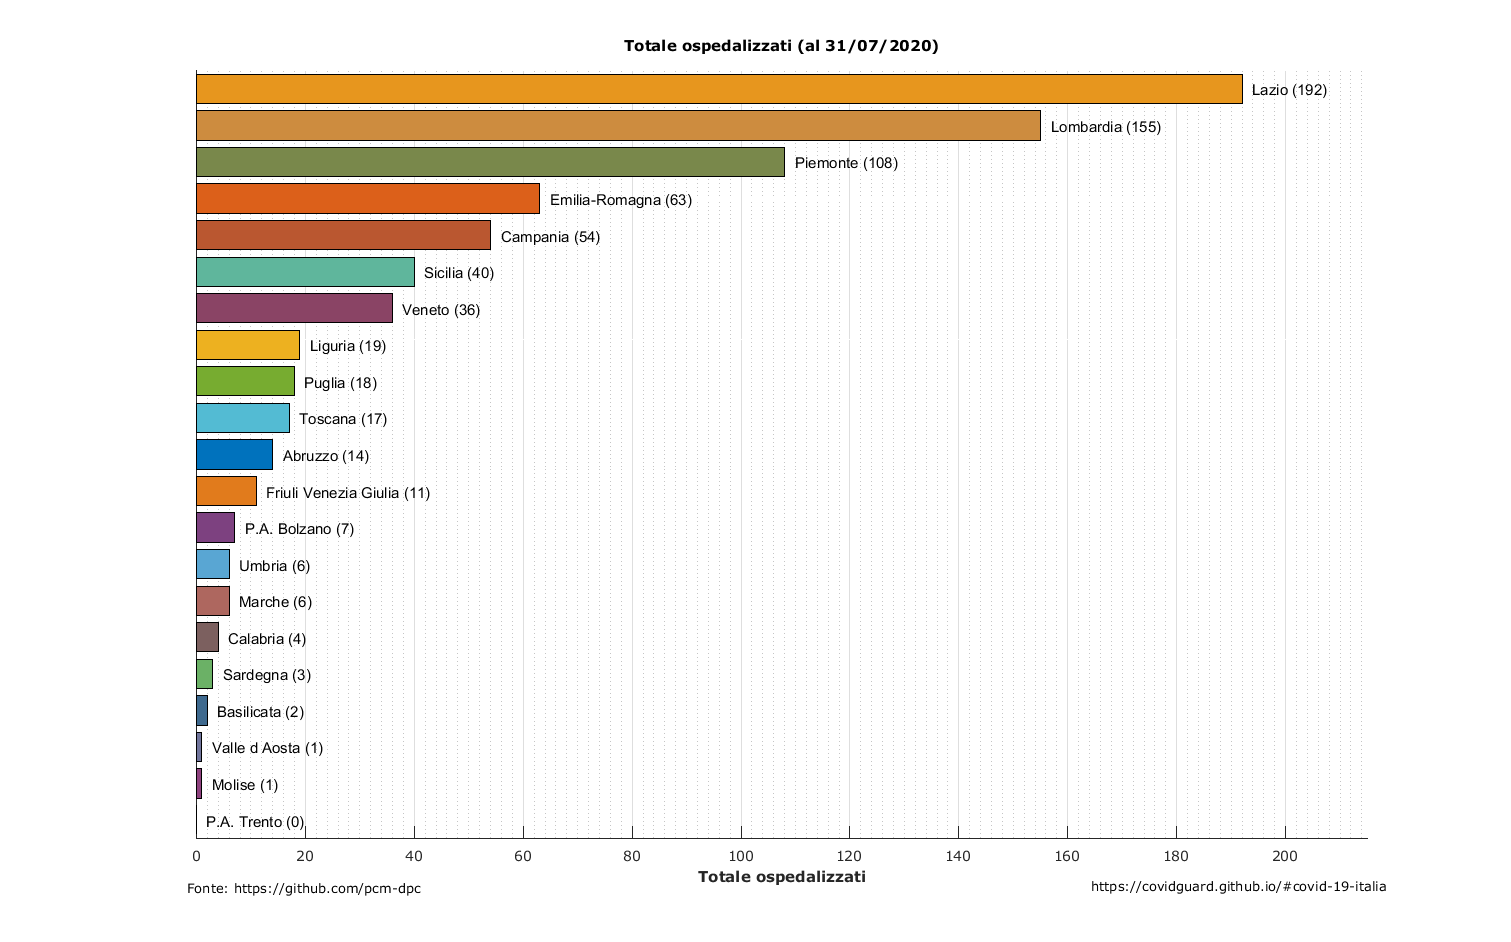 Totale ospedalizzati (al 31/07/2020)
Lazio (192)
Lombardia (155)
Piemonte (108)
Emilia-Romagna (63)
Campania (54)
Sicilia (40)
Veneto (36)
Liguria (19)
Puglia (18)
Toscana (17)
Abruzzo (14)
Friuli Venezia Giulia (11)
P.A. Bolzano (7)
Umbria (6)
Marche (6)
Calabria (4)
Sardegna (3)
Basilicata (2)
Valle d Aosta (1)
Molise (1)
P.A. Trento (0)
0 20 40 60 80 100 120 140 160 180 200
Totale ospedalizzati
Fonte: https://github.com/pcm-dpc
https://covidguard.github.io/#covid-19-italia